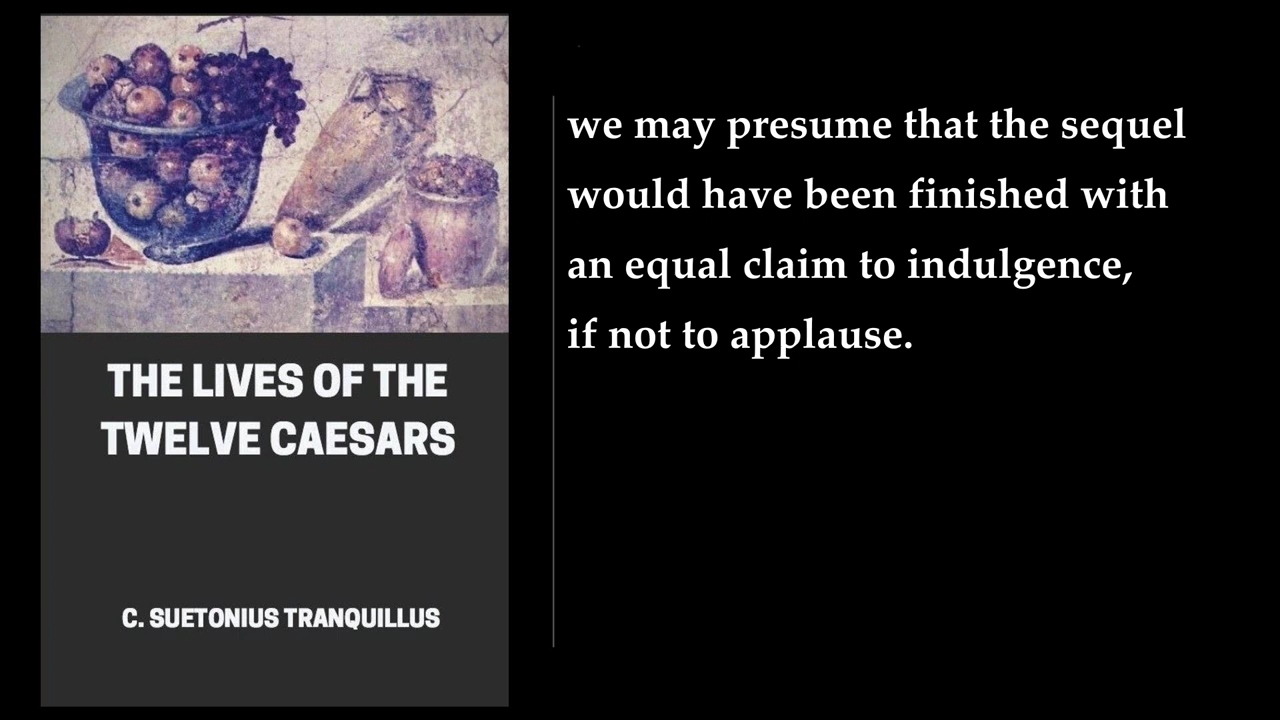 THE LIVES OF THE
TWELVE CAESARS
C. SUETONIUS TRANQUILLUS
we may presume that the sequel
would have been finished with
an equal claim to indulgence,
if not to applause.